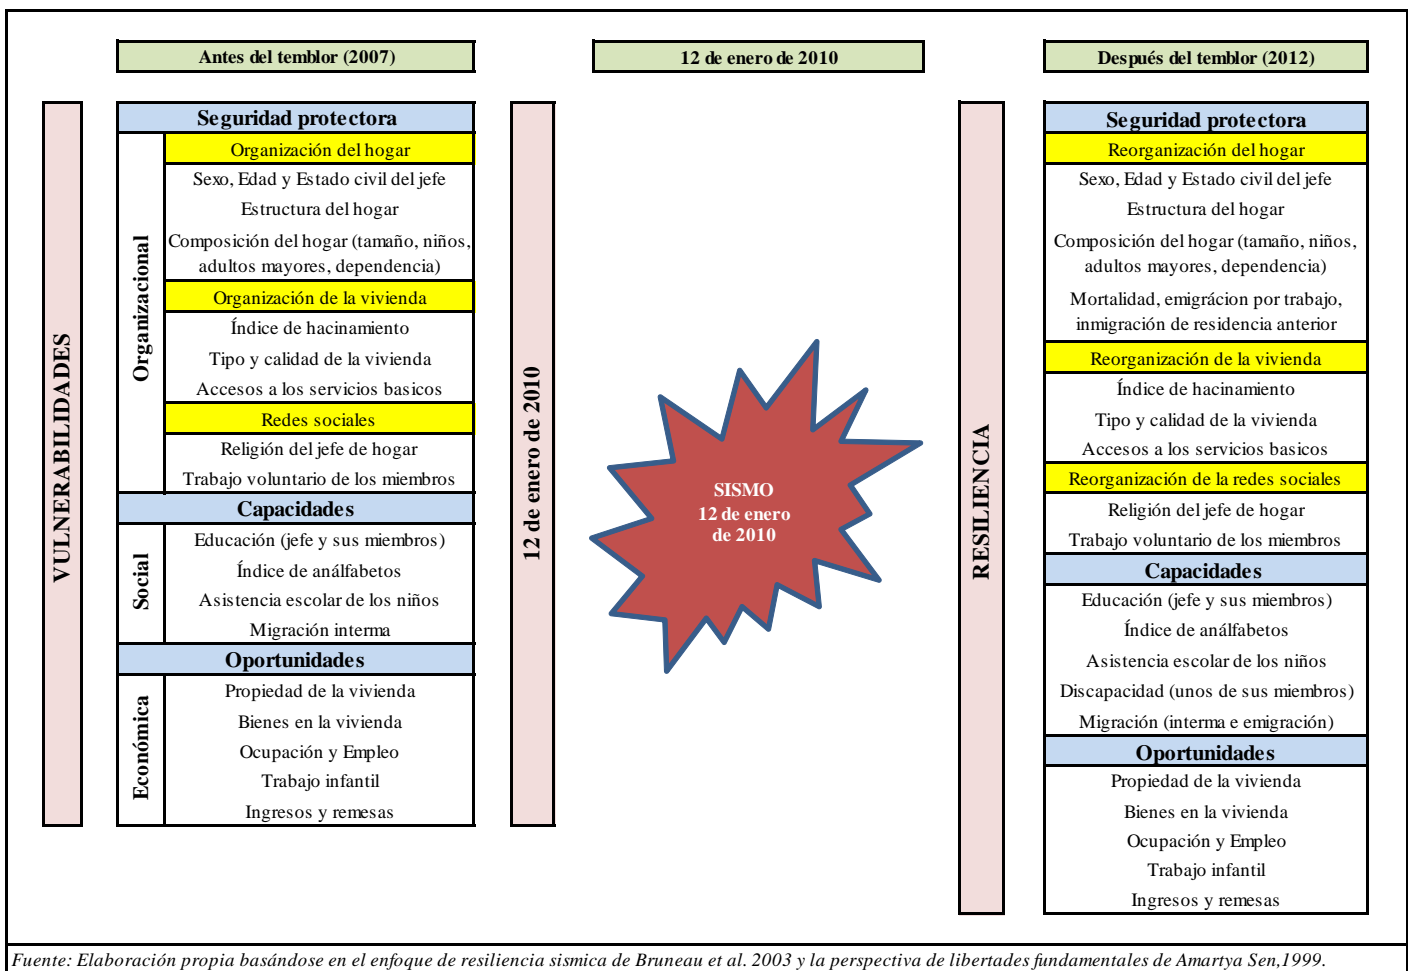 Antes del temblor (2007)
12 de enero de 2010
Después del temblor (2012)
VULNERABILIDADES
Seguridad protectora
Organizacional
Organización del hogar
Sexo, Edad y Estado civil del jefe
Estructura del hogar
Composición del hogar (tamaño, niños,
adultos mayores, dependencia)
Organización de la vivienda
Índice de hacinamiento
Tipo y calidad de la vivienda
Accesos a los servicios basicos
Redes sociales
Religión del jefe de hogar
Trabajo voluntario de los miembros
Capacidades
Social
Educación (jefe y sus miembros)
Índice de análfabetos
Asistencia escolar de los niños
Migración interma
Oportunidades
Económica
Propiedad de la vivienda
Bienes en la vivienda
Ocupación y Empleo
Trabajo infantil
Ingresos y remesas
12 de enero de 2010
SISMO
12 de enero
de 2010
RESILIENCIA
Seguridad protectora
Reorganización del hogar
Sexo, Edad y Estado civil del jefe
Estructura del hogar
Composición del hogar (tamaño, niños,
adultos mayores, dependencia)
Mortalidad, emigrácion por trabajo,
inmigración de residencia anterior
Reorganización de la vivienda
Índice de hacinamiento
Tipo y calidad de la vivienda
Accesos a los servicios basicos
Reorganización de la redes sociales
Religión del jefe de hogar
Trabajo voluntario de los miembros
Capacidades
Educación (jefe y sus miembros)
Índice de análfabetos
Asistencia escolar de los niños
Discapacidad (unos de sus miembros)
Migración (interma e emigración)
Oportunidades
Propiedad de la vivienda
Bienes en la vivienda
Ocupación y Empleo
Trabajo infantil
Ingresos y remesas
Fuente: Elaboración propia basándose en el enfoque de resiliencia sismica de Bruneau et al. 2003 y la perspectiva de libertades fundamentales de Amartya Sen,1999.